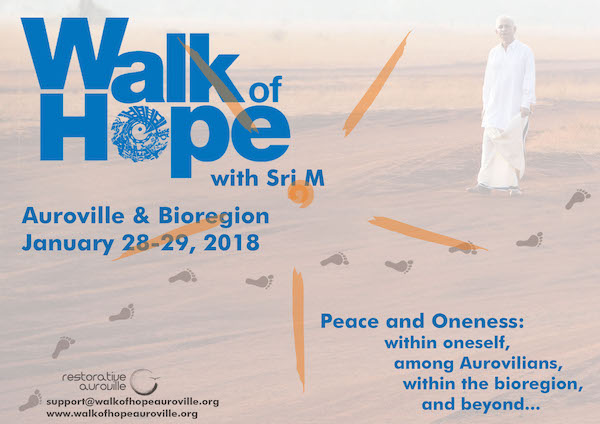 Walk of
Hope
with Sri M
Auroville & Bioregion
January 28-29, 2018
Peace and Oneness:
within oneself,
among Aurovilians,
within the bioregion,
and beyond...
restorative
auroville
support@walkofhopeauroville.org
www.walkofhopeauroville.org